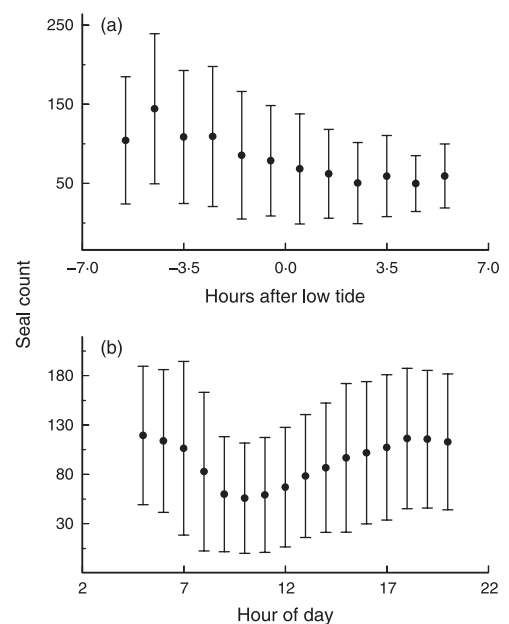 (a)
250
150
50
–7·0 –3·5 0·0 3·5 7·0
Hours after low tide
Seal count
(b)
180
130
80
30
2 7 12 17 22
Hour of day